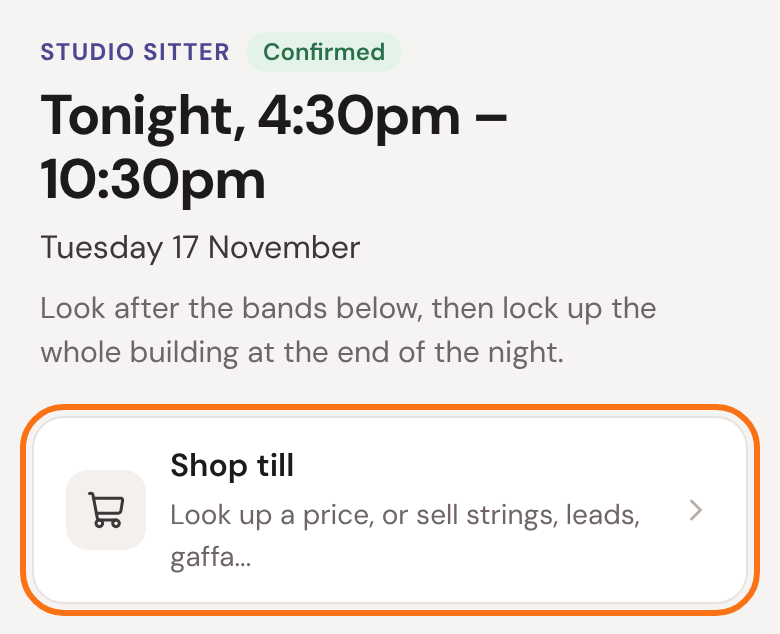 STUDIO SITTER Confirmed
Tonight, 4:30pm –
10:30pm
Tuesday 17 November
Look after the bands below, then lock up the
whole building at the end of the night.
Shop till
Look up a price, or sell strings, leads,
gaffa...